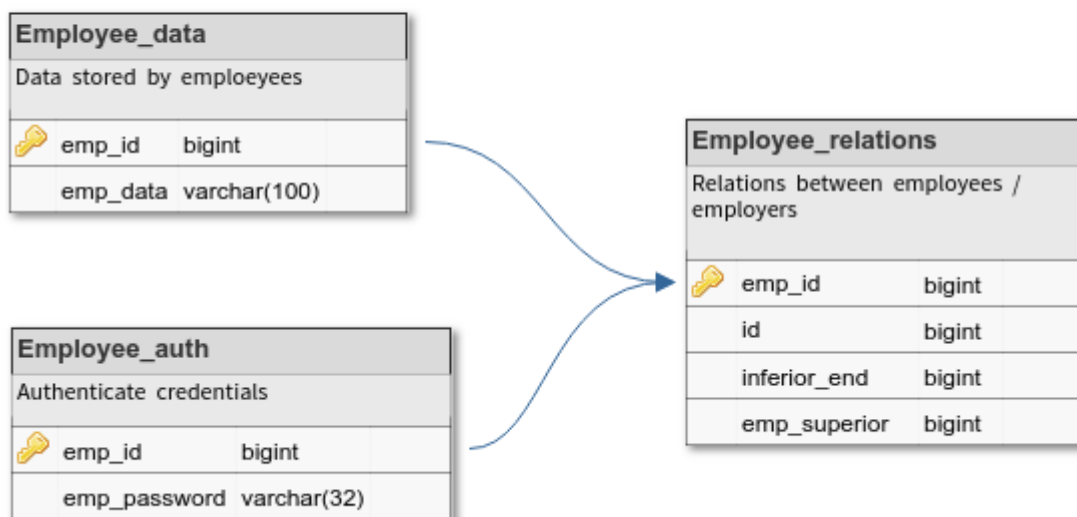 Employee_data
Data stored by emploeyees
emp_id bigint
emp_data varchar(100)
Employee_relations
Relations between employees /
employers
emp_id bigint
id bigint
inferior_end bigint
emp_superior bigint
Employee_auth
Authenticate credentials
emp_id bigint
emp_password varchar(32)